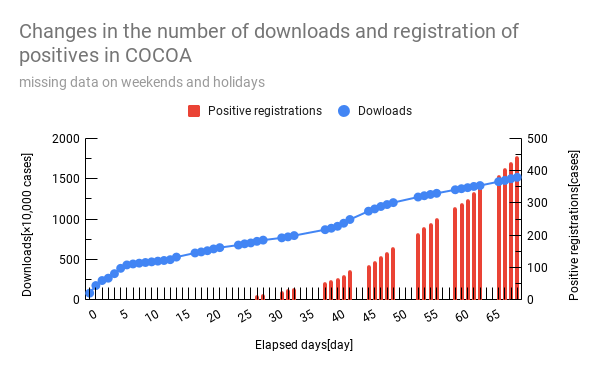 Changes in the number of downloads and registration of
positives in COCOA
missing data on weekends and holidays
Positive registrations
Dowloads
Downloads[×10,000 cases]
2000
1500
1000
500
0
500
400
300
200
100
0
Positive registrations[cases]
0 5 10 15 20 25 30 35 40 45 50 55 60 65
Elapsed days[day]